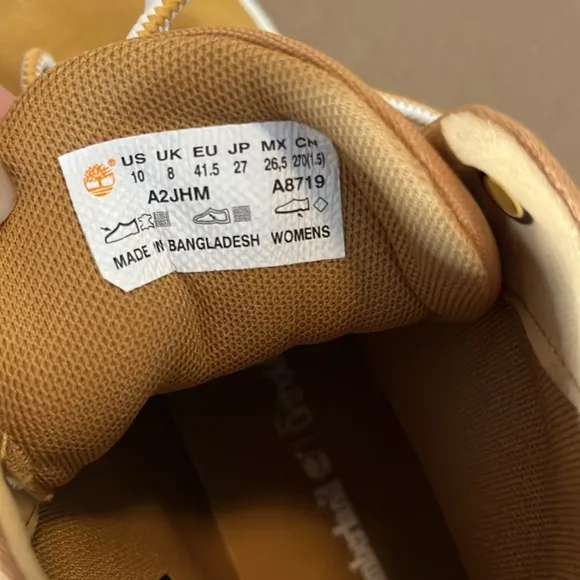 US UK EU JP MX CH
10 8 41.5 27 26,5 270(1.5)
A2JHM A8719
MADE IN BANGLADESH WOMENS
Timberland